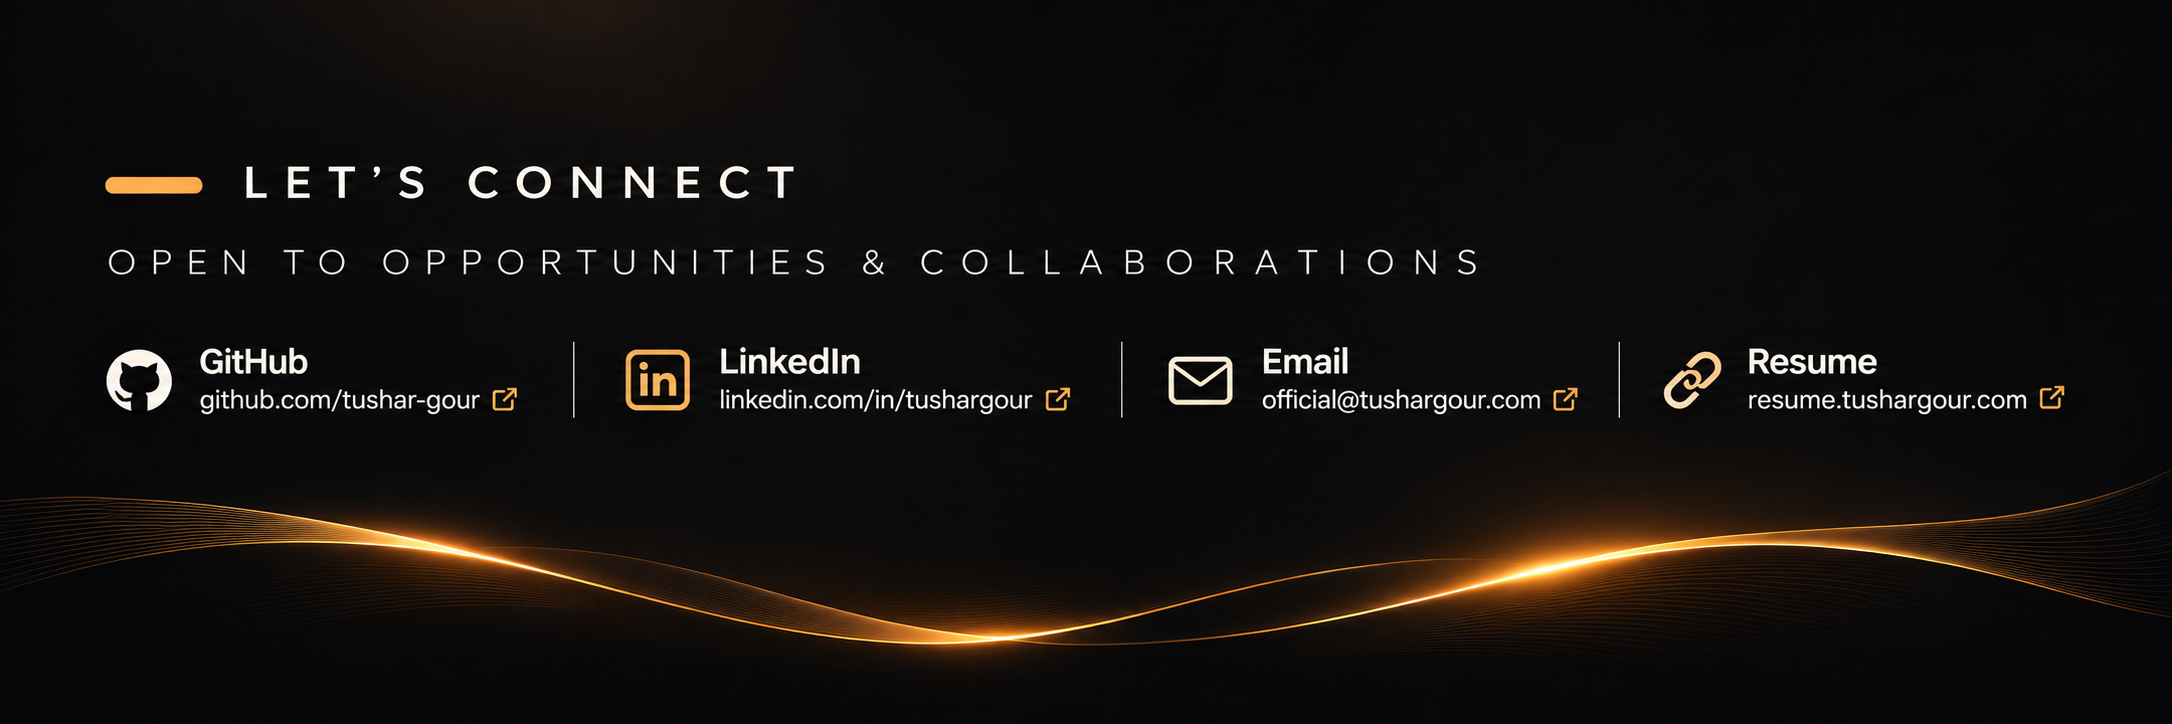 LET’S CONNECT
OPEN TO OPPORTUNITIES & COLLABORATIONS
GitHub
github.com/tushar-gour
in
LinkedIn
linkedin.com/in/tushargour
Email
official@tushargour.com
Resume
resume.tushargour.com